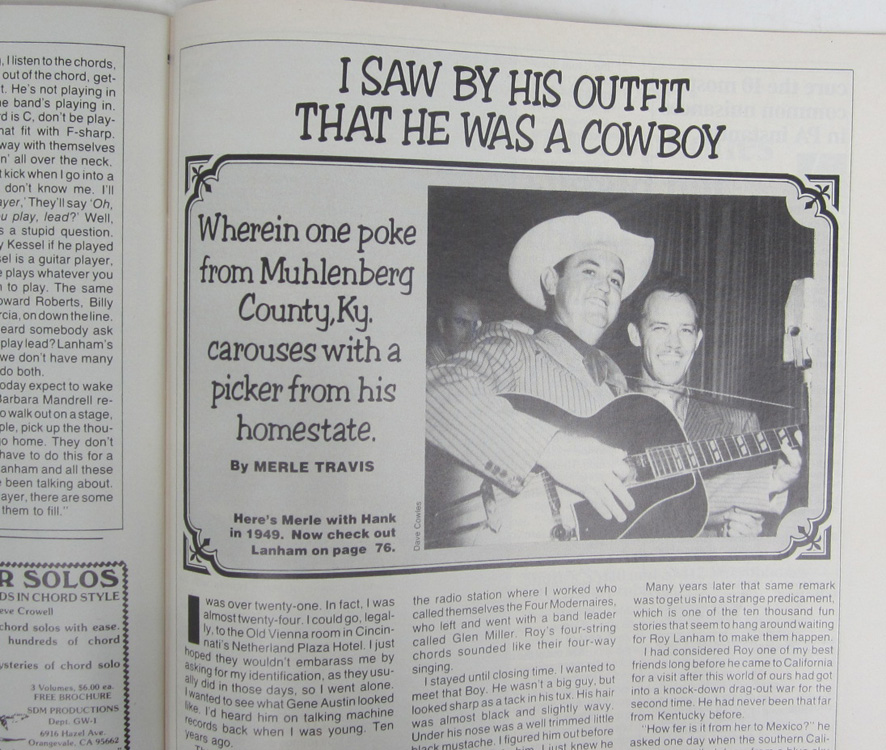 , I listen to the chords,
out of the chord, get-
t. He's not playing in
e band's playing in.
rd is C, don't be play-
hat fit with F-sharp.
way with themselves
n' all over the neck.
t kick when I go into a
don't know me. I'll
ayer,' They'll say 'Oh,
u play, lead?' Well,
s a stupid question.
y Kessel if he played
sel is a guitar player,
e plays whatever you
n to play. The same
oward Roberts, Billy
rcia, on down the line.
eard somebody ask
play lead? Lanham's
we don't have many
do both.
oday expect to wake
Barbara Mandrell re-
o walk out on a stage,
ple, pick up the thou-
go home. They don't
have to do this for a
anham and all these
e been talking about.
ayer, there are some
them to fill."
R SOLOS
DS IN CHORD STYLE
eve Crowell
chord solos with ease.
hundreds of chord
ysteries of chord solo
3 Volumes, $6.00 ea.
FREE BROCHURE
SDM PRODUCTIONS
Dept. GW-1
6916 Hazel Ave.
Orangevale, CA 95662
I SAW BY HIS OUTFIT
THAT HE WAS A COWBOY
Wherein one poke
from Muhlenberg
County, Ky.
carouses with a
picker from his
homestate.
By MERLE TRAVIS
Here's Merle with Hank
in 1949. Now check out
Lanham on page 76.
Dave Cowles
I was over twenty-one. In fact, I was
almost twenty-four. I could go, legal-
ly, to the Old Vienna room in Cincin-
nati's Netherland Plaza Hotel. I just
hoped they wouldn't embarass me by
asking for my identification, as they usu-
ally did in those days, so I went alone.
I wanted to see what Gene Austin looked
like. I'd heard him on talking machine
records back when I was young. Ten
years ago.
the radio station where I worked who
called themselves the Four Modernaires,
who left and went with a band leader
called Glen Miller. Roy's four-string
chords sounded like their four-way
singing.
I stayed until closing time. I wanted to
meet that Boy. He wasn't a big guy, but
looked sharp as a tack in his tux. His hair
was almost black and slightly wavy.
Under his nose was a well trimmed little
black mustache. I figured him out before
him. I just knew he
Many years later that same remark
was to get us into a strange predicament,
which is one of the ten thousand fun
stories that seem to hang around waiting
for Roy Lanham to make them happen.
I had considered Roy one of my best
friends long before he came to California
for a visit after this world of ours had got
into a knock-down drag-out war for the
second time. He had never been that far
from Kentucky before.
"How fer is it from her to Mexico?" he
asked one day when the southern Cali-